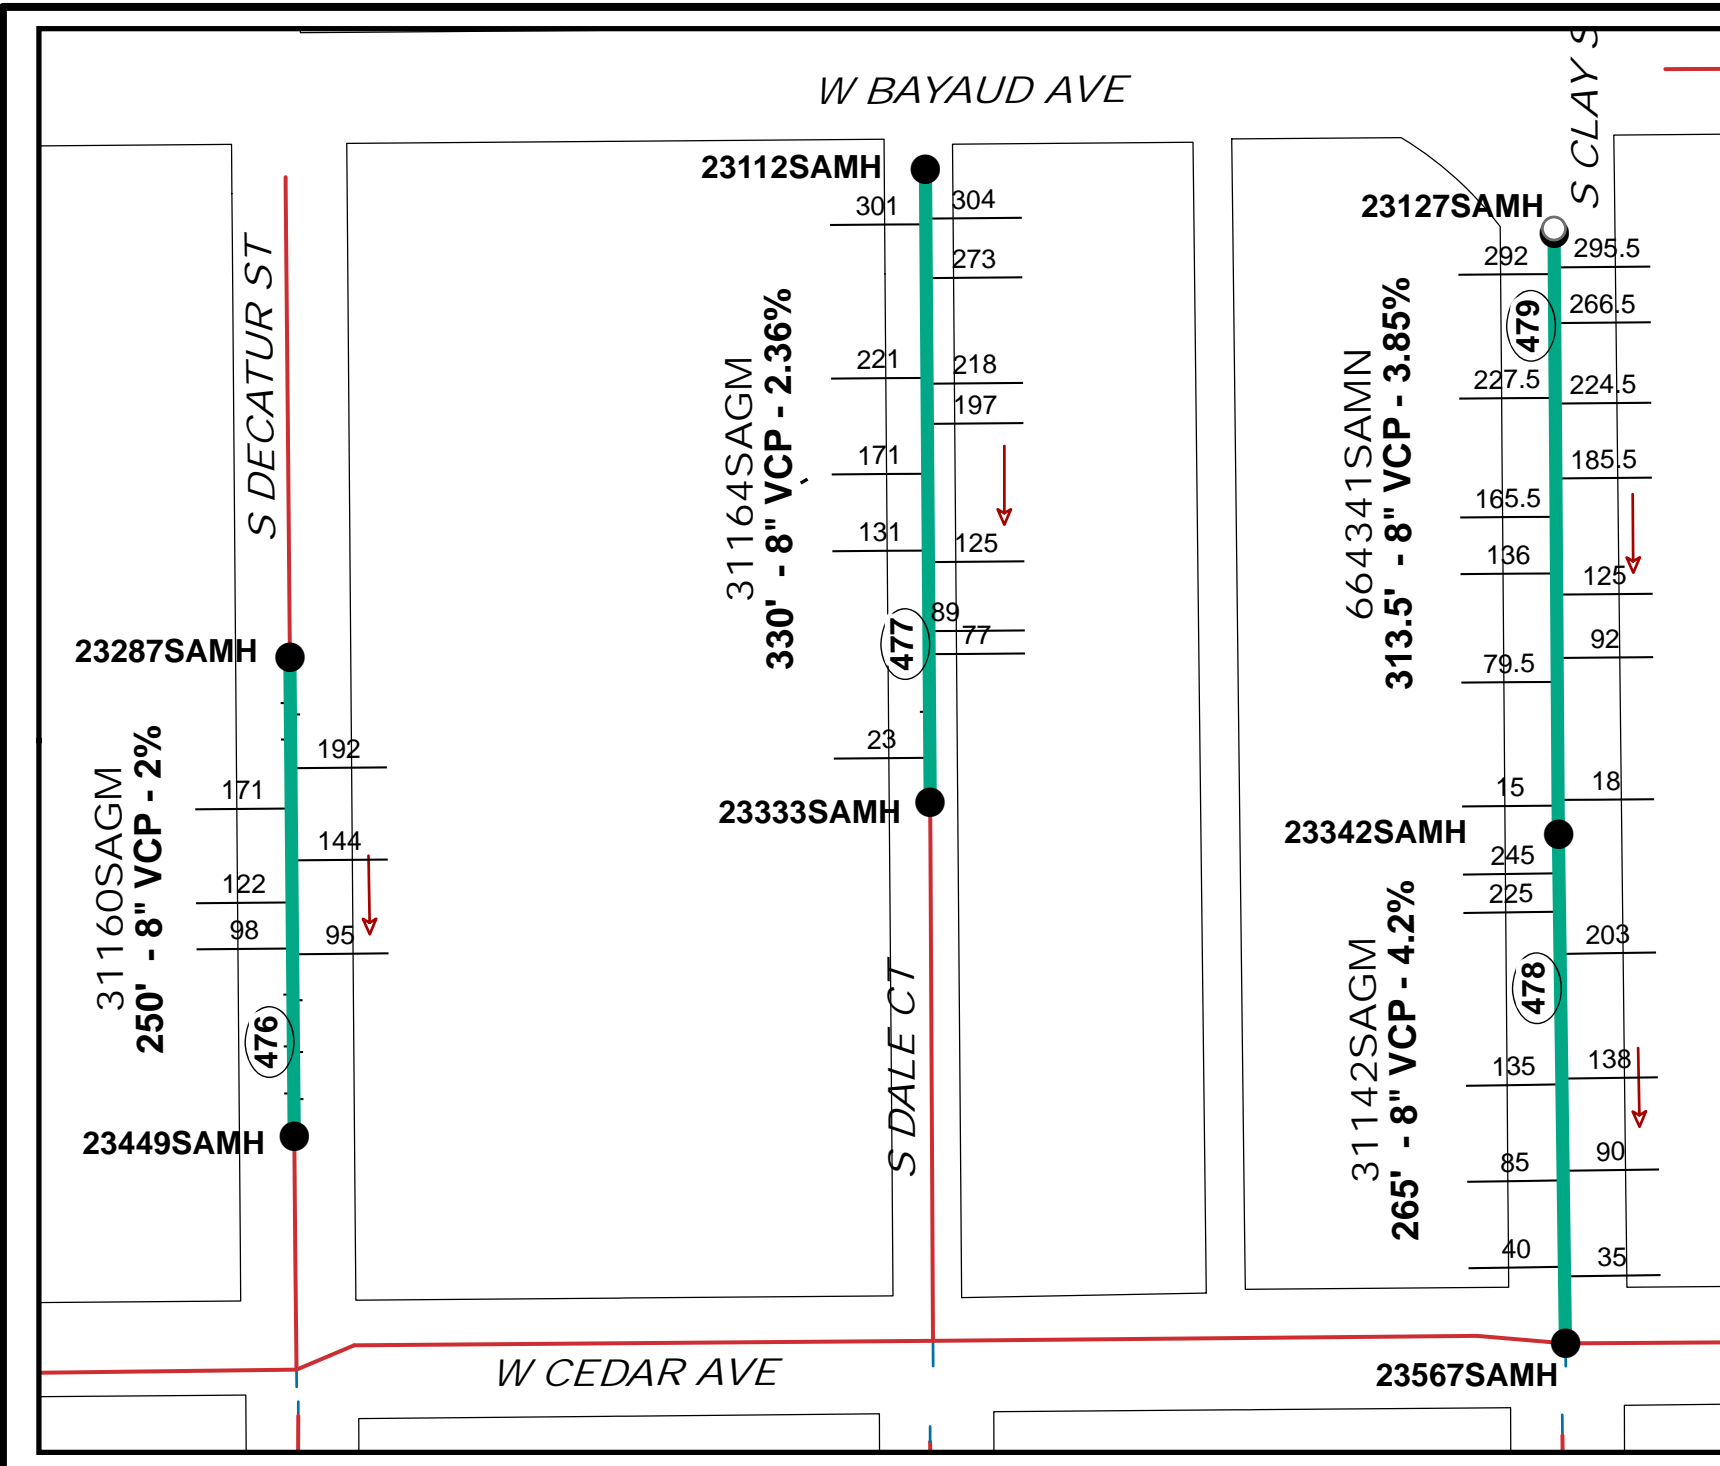 W BAYAUD AVE
S CLAY S
S DECATUR ST
23287SAMH
31160SAGM
250' - 8" VCP - 2%
192
171
144
122
98
95
476
23449SAMH
23112SAMH
301
304
273
31164SAGM
330' - 8" VCP - 2.36%
221
218
197
171
131
125
89
77
477
23
23333SAMH
S DALE CT
23127SAMH
292
295.5
479
266.5
664341SAMN
313.5' - 8" VCP - 3.85%
227.5
224.5
185.5
165.5
136
125
92
79.5
15
18
23342SAMH
245
225
31142SAGM
265' - 8" VCP - 4.2%
203
478
135
138
85
90
40
35
23567SAMH
W CEDAR AVE